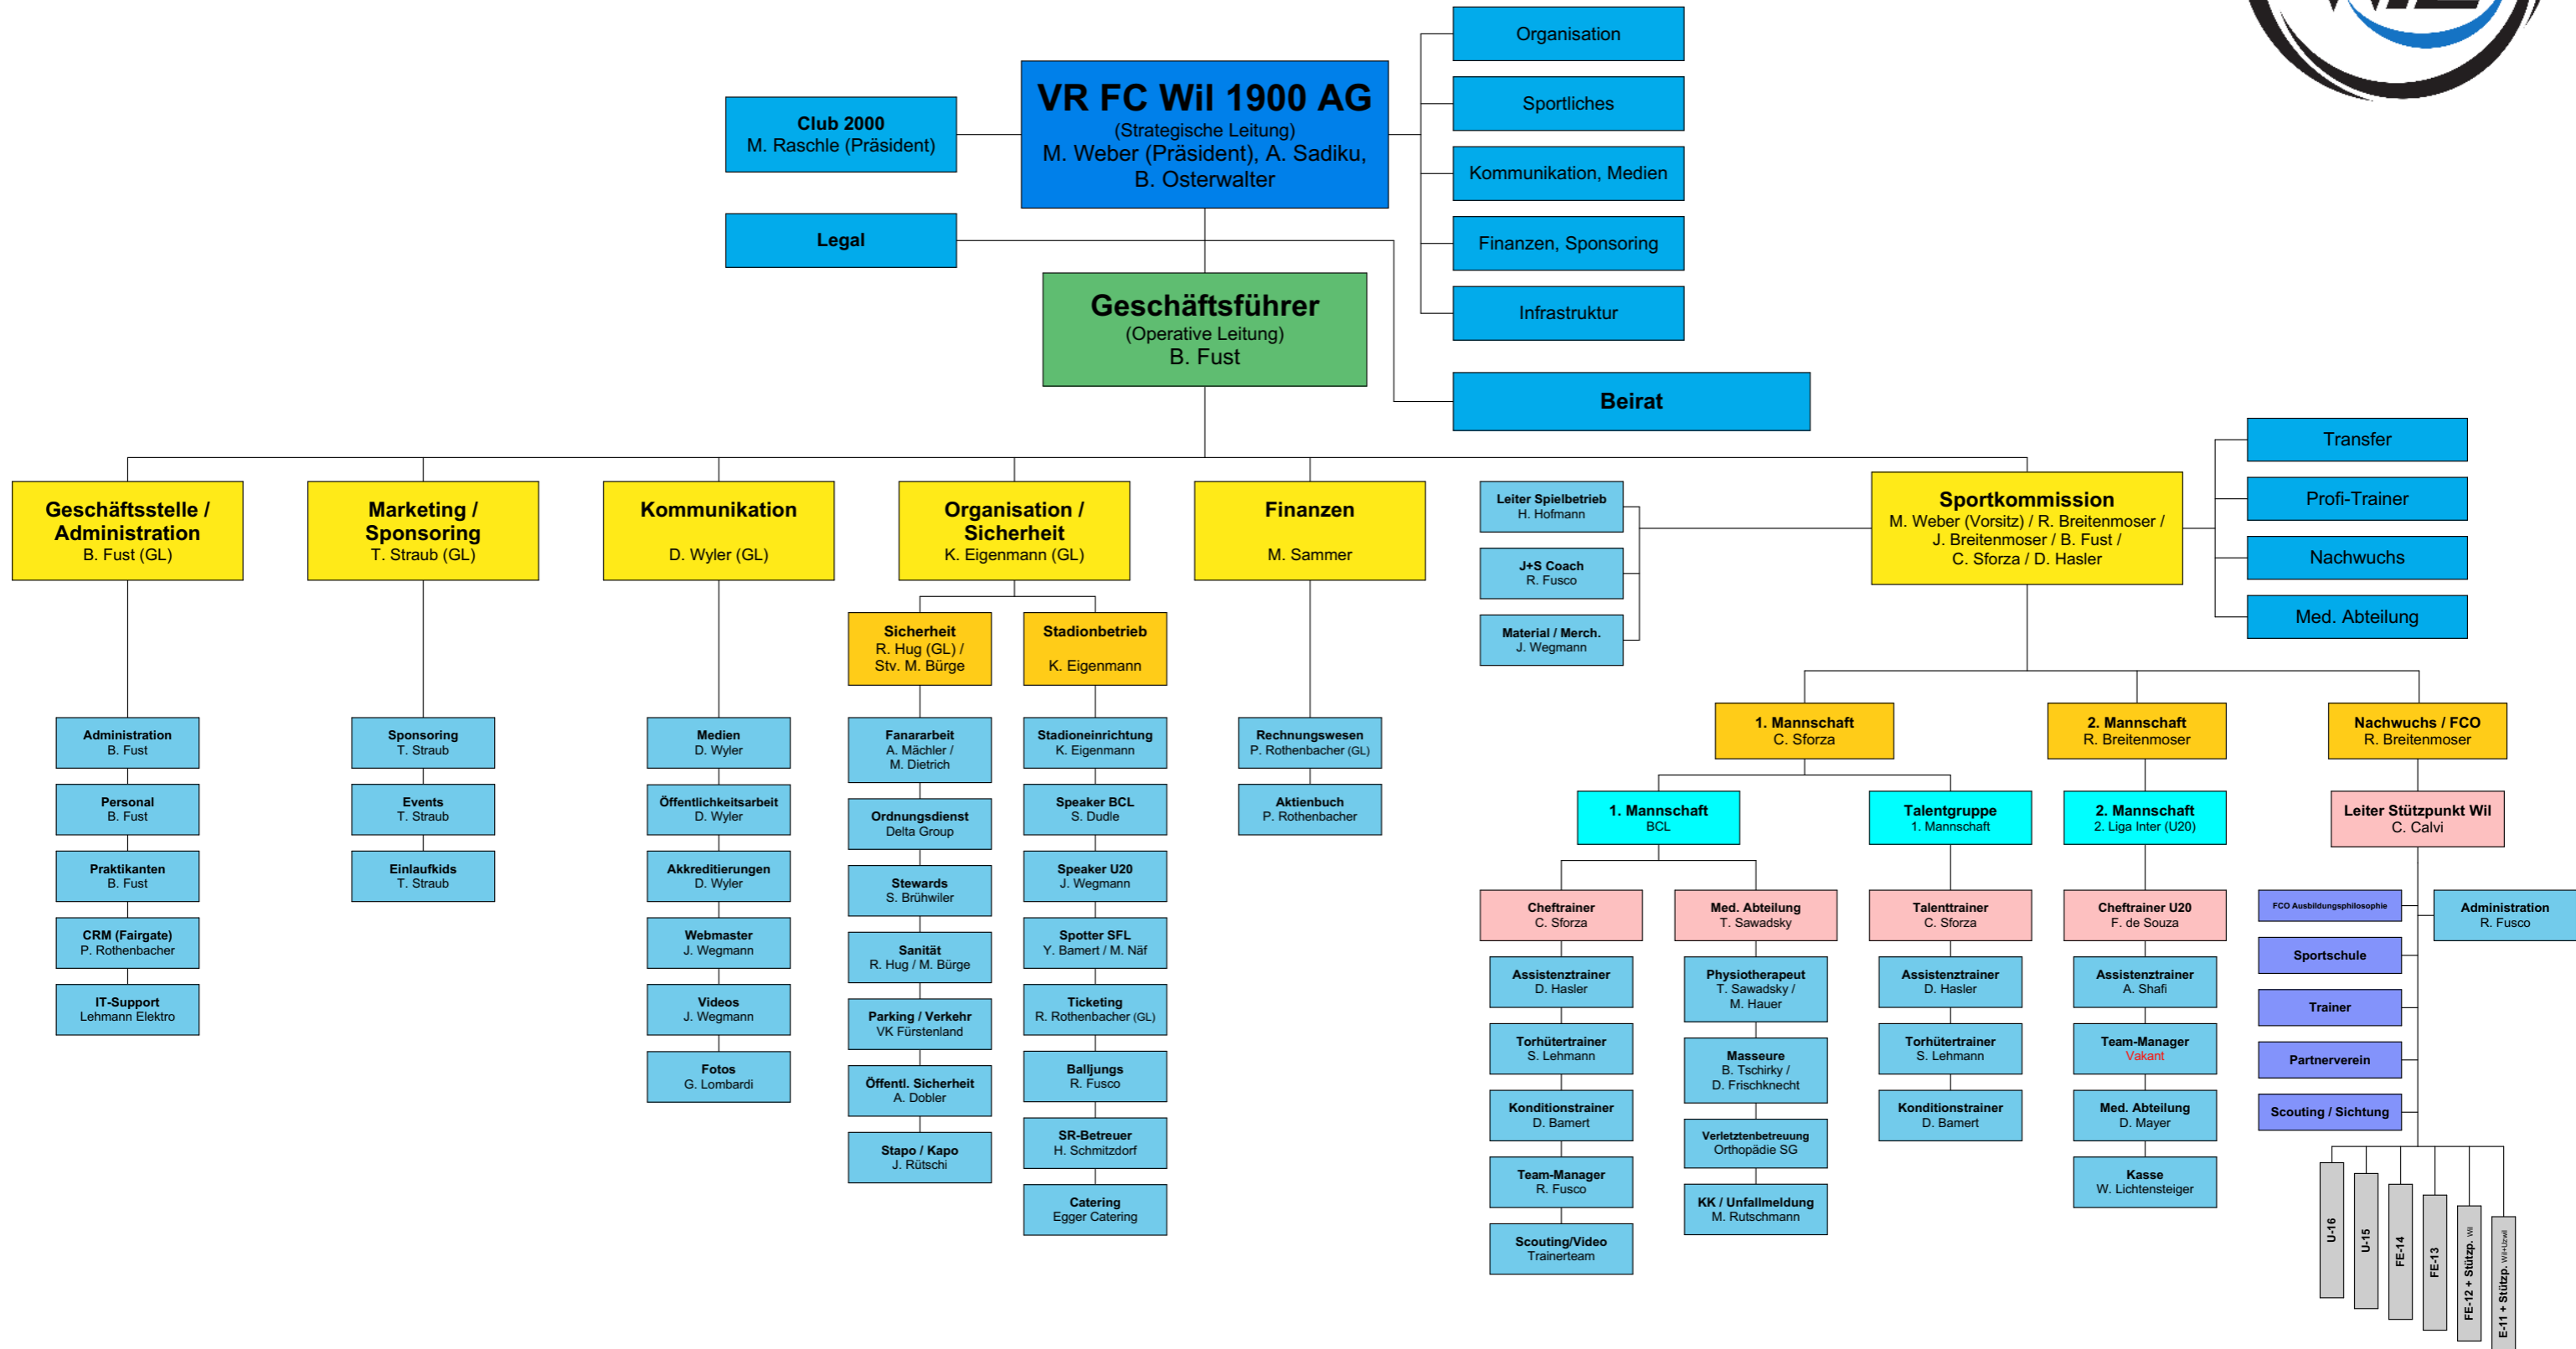 WIL
Organisation
VR FC Wil 1900 AG
(Strategische Leitung)
M. Weber (Präsident), A. Sadiku,
B. Osterwalter
Club 2000
M. Raschle (Präsident)
Sportliches
Kommunikation, Medien
Legal
Finanzen, Sponsoring
Geschäftsführer
(Operative Leitung)
B. Fust
Infrastruktur
Beirat
Geschäftsstelle /
Administration
B. Fust (GL)
Marketing /
Sponsoring
T. Straub (GL)
Kommunikation
D. Wyler (GL)
Organisation /
Sicherheit
K. Eigenmann (GL)
Finanzen
M. Sammer
Leiter Spielbetrieb
H. Hofmann
J+S Coach
R. Fusco
Material / Merch.
J. Wegmann
Sportkommission
M. Weber (Vorsitz) / R. Breitenmoser /
J. Breitenmoser / B. Fust /
C. Sforza / D. Hasler
Transfer
Profi-Trainer
Nachwuchs
Med. Abteilung
Sicherheit
R. Hug (GL) /
Stv. M. Bürge
Stadionbetrieb
K. Eigenmann
Administration
B. Fust
Personal
B. Fust
Praktikanten
B. Fust
CRM (Fairgate)
P. Rothenbacher
IT-Support
Lehmann Elektro
Sponsoring
T. Straub
Events
T. Straub
Einlaufkids
T. Straub
Medien
D. Wyler
Öffentlichkeitsarbeit
D. Wyler
Akkreditierungen
D. Wyler
Webmaster
J. Wegmann
Videos
J. Wegmann
Fotos
G. Lombardi
Fanararbeit
A. Mächler /
M. Dietrich
Ordnungsdienst
Delta Group
Stewards
S. Brühwiler
Sanität
R. Hug / M. Bürge
Parking / Verkehr
VK Fürstenland
Öffentl. Sicherheit
A. Dobler
Stapo / Kapo
J. Rütschi
Stadioneinrichtung
K. Eigenmann
Speaker BCL
S. Dudle
Speaker U20
J. Wegmann
Spotter SFL
Y. Bamert / M. Näf
Ticketing
R. Rothenbacher (GL)
Balljungs
R. Fusco
SR-Betreuer
H. Schmitzdorf
Catering
Egger Catering
Rechnungswesen
P. Rothenbacher (GL)
Aktienbuch
P. Rothenbacher
1. Mannschaft
C. Sforza
2. Mannschaft
R. Breitenmoser
Nachwuchs / FCO
R. Breitenmoser
1. Mannschaft
BCL
Talentgruppe
1. Mannschaft
2. Mannschaft
2. Liga Inter (U20)
Leiter Stützpunkt Wil
C. Calvi
Cheftrainer
C. Sforza
Assistenztrainer
D. Hasler
Torhütertrainer
S. Lehmann
Konditionstrainer
D. Bamert
Team-Manager
R. Fusco
Scouting/Video
Trainerteam
Med. Abteilung
T. Sawadsky
Physiotherapeut
T. Sawadsky /
M. Hauer
Masseure
B. Tschirky /
D. Frischknecht
Verletztenbetreuung
Orthopädie SG
KK / Unfallmeldung
M. Rutschmann
Talenttrainer
C. Sforza
Assistenztrainer
D. Hasler
Torhütertrainer
S. Lehmann
Konditionstrainer
D. Bamert
Cheftrainer U20
F. de Souza
Assistenztrainer
A. Shafi
Team-Manager
Vakant
Med. Abteilung
D. Mayer
Kasse
W. Lichtensteiger
FCO Ausbildungsphilosophie
Administration
R. Fusco
Sportschule
Trainer
Partnerverein
Scouting / Sichtung
U-16
U-15
FE-14
FE-13
FE-12 + Stützp. Wil
E-11 + Stützp. Wil+Uzwil